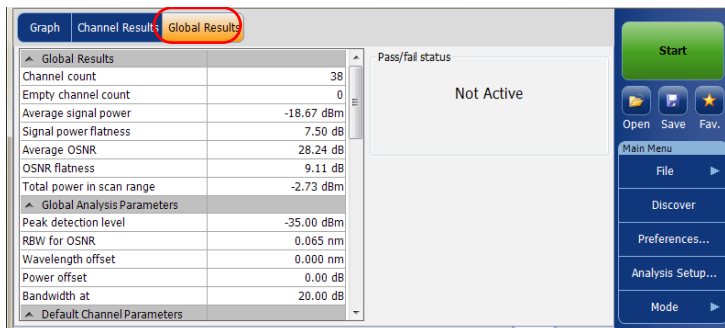 Graph Channel Results Global Results
Global Results
Channel count 38
Empty channel count 0
Average signal power -18.67 dBm
Signal power flatness 7.50 dB
Average OSNR 28.24 dB
OSNR flatness 9.11 dB
Total power in scan range -2.73 dBm
Global Analysis Parameters
Peak detection level -35.00 dBm
RBW for OSNR 0.065 nm
Wavelength offset 0.000 nm
Power offset 0.00 dB
Bandwidth at 20.00 dB
Default Channel Parameters
Pass/fail status
Not Active
Start
Open Save Fav.
Main Menu
File
Discover
Preferences...
Analysis Setup...
Mode